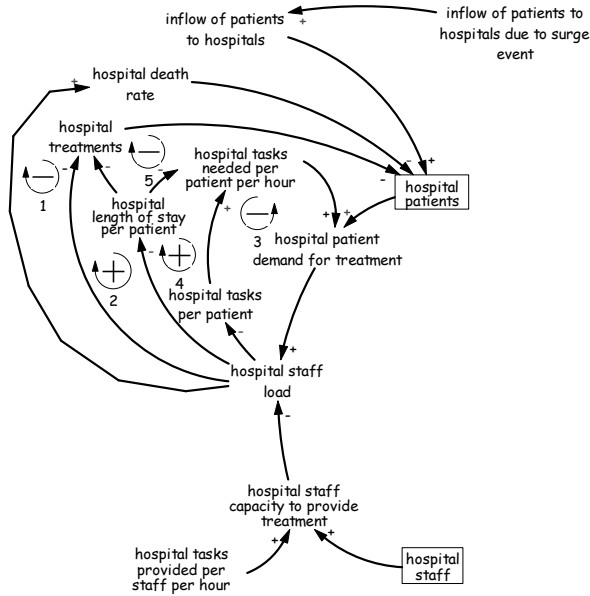 inflow of patients
to hospitals
+
inflow of patients to
hospitals due to surge
event
hospital death
rate
+
hospital
treatments
-
-
-
1
5
-
hospital tasks
needed per
patient per hour
-
+
-
hospital
patients
hospital
length of stay
per patient
+
-
3
+
+
hospital patient
demand for treatment
-
+
4
+
2
hospital tasks
per patient
-
+
hospital staff
load
-
hospital staff
capacity to provide
treatment
+
+
hospital tasks
provided per
staff per hour
hospital
staff